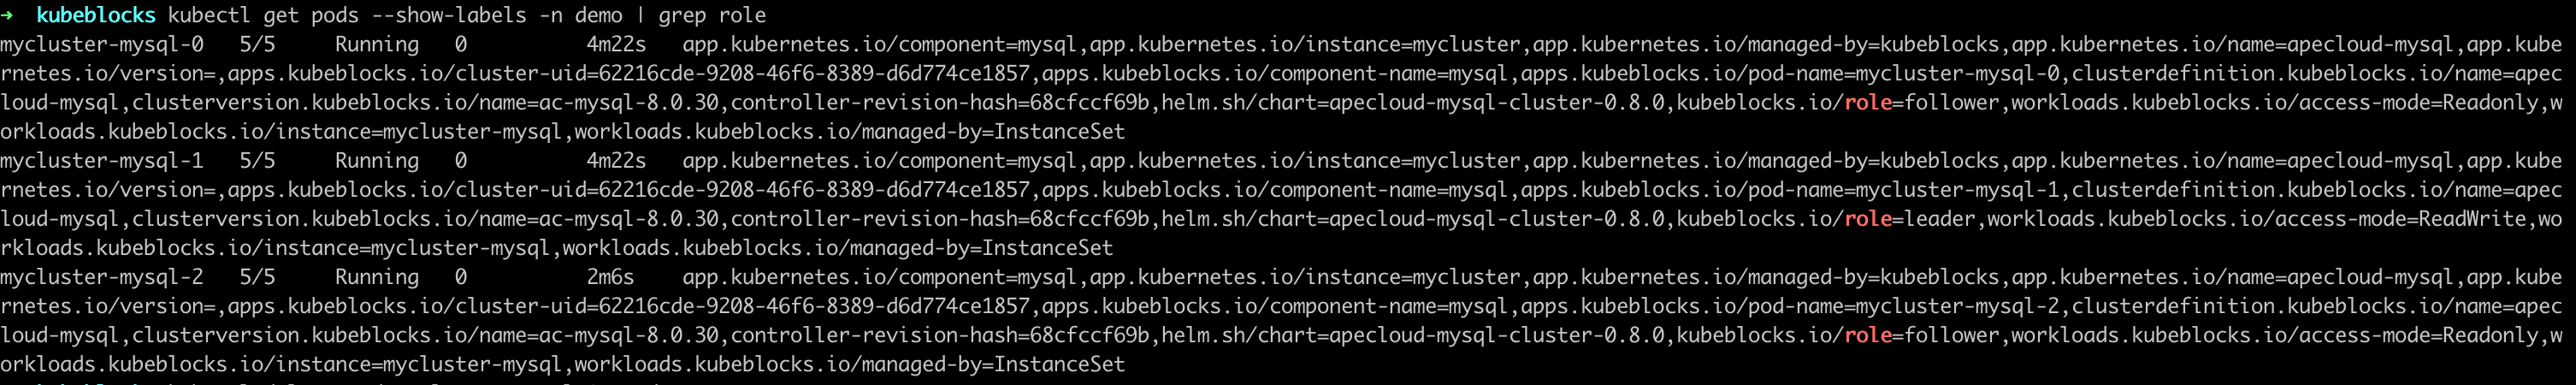 ➜  kubeblocks kubectl get pods --show-labels -n demo | grep role
mycluster-mysql-0   5/5     Running   0          4m22s   app.kubernetes.io/component=mysql,app.kubernetes.io/instance=mycluster,app.kubernetes.io/managed-by=kubeblocks,app.kubernetes.io/name=apecloud-mysql,app.kube
rnetes.io/version=,apps.kubeblocks.io/cluster-uid=62216cde-9208-46f6-8389-d6d774ce1857,apps.kubeblocks.io/component-name=mysql,apps.kubeblocks.io/pod-name=mycluster-mysql-0,clusterdefinition.kubeblocks.io/name=apec
loud-mysql,clusterversion.kubeblocks.io/name=ac-mysql-8.0.30,controller-revision-hash=68cfccf69b,helm.sh/chart=apecloud-mysql-cluster-0.8.0,kubeblocks.io/role=follower,workloads.kubeblocks.io/access-mode=Readonly,w
orkloads.kubeblocks.io/instance=mycluster-mysql,workloads.kubeblocks.io/managed-by=InstanceSet
mycluster-mysql-1   5/5     Running   0          4m22s   app.kubernetes.io/component=mysql,app.kubernetes.io/instance=mycluster,app.kubernetes.io/managed-by=kubeblocks,app.kubernetes.io/name=apecloud-mysql,app.kube
rnetes.io/version=,apps.kubeblocks.io/cluster-uid=62216cde-9208-46f6-8389-d6d774ce1857,apps.kubeblocks.io/component-name=mysql,apps.kubeblocks.io/pod-name=mycluster-mysql-1,clusterdefinition.kubeblocks.io/name=apec
loud-mysql,clusterversion.kubeblocks.io/name=ac-mysql-8.0.30,controller-revision-hash=68cfccf69b,helm.sh/chart=apecloud-mysql-cluster-0.8.0,kubeblocks.io/role=leader,workloads.kubeblocks.io/access-mode=ReadWrite,wo
rkloads.kubeblocks.io/instance=mycluster-mysql,workloads.kubeblocks.io/managed-by=InstanceSet
mycluster-mysql-2   5/5     Running   0          2m6s    app.kubernetes.io/component=mysql,app.kubernetes.io/instance=mycluster,app.kubernetes.io/managed-by=kubeblocks,app.kubernetes.io/name=apecloud-mysql,app.kube
rnetes.io/version=,apps.kubeblocks.io/cluster-uid=62216cde-9208-46f6-8389-d6d774ce1857,apps.kubeblocks.io/component-name=mysql,apps.kubeblocks.io/pod-name=mycluster-mysql-2,clusterdefinition.kubeblocks.io/name=apec
loud-mysql,clusterversion.kubeblocks.io/name=ac-mysql-8.0.30,controller-revision-hash=68cfccf69b,helm.sh/chart=apecloud-mysql-cluster-0.8.0,kubeblocks.io/role=follower,workloads.kubeblocks.io/access-mode=Readonly,w
orkloads.kubeblocks.io/instance=mycluster-mysql,workloads.kubeblocks.io/managed-by=InstanceSet